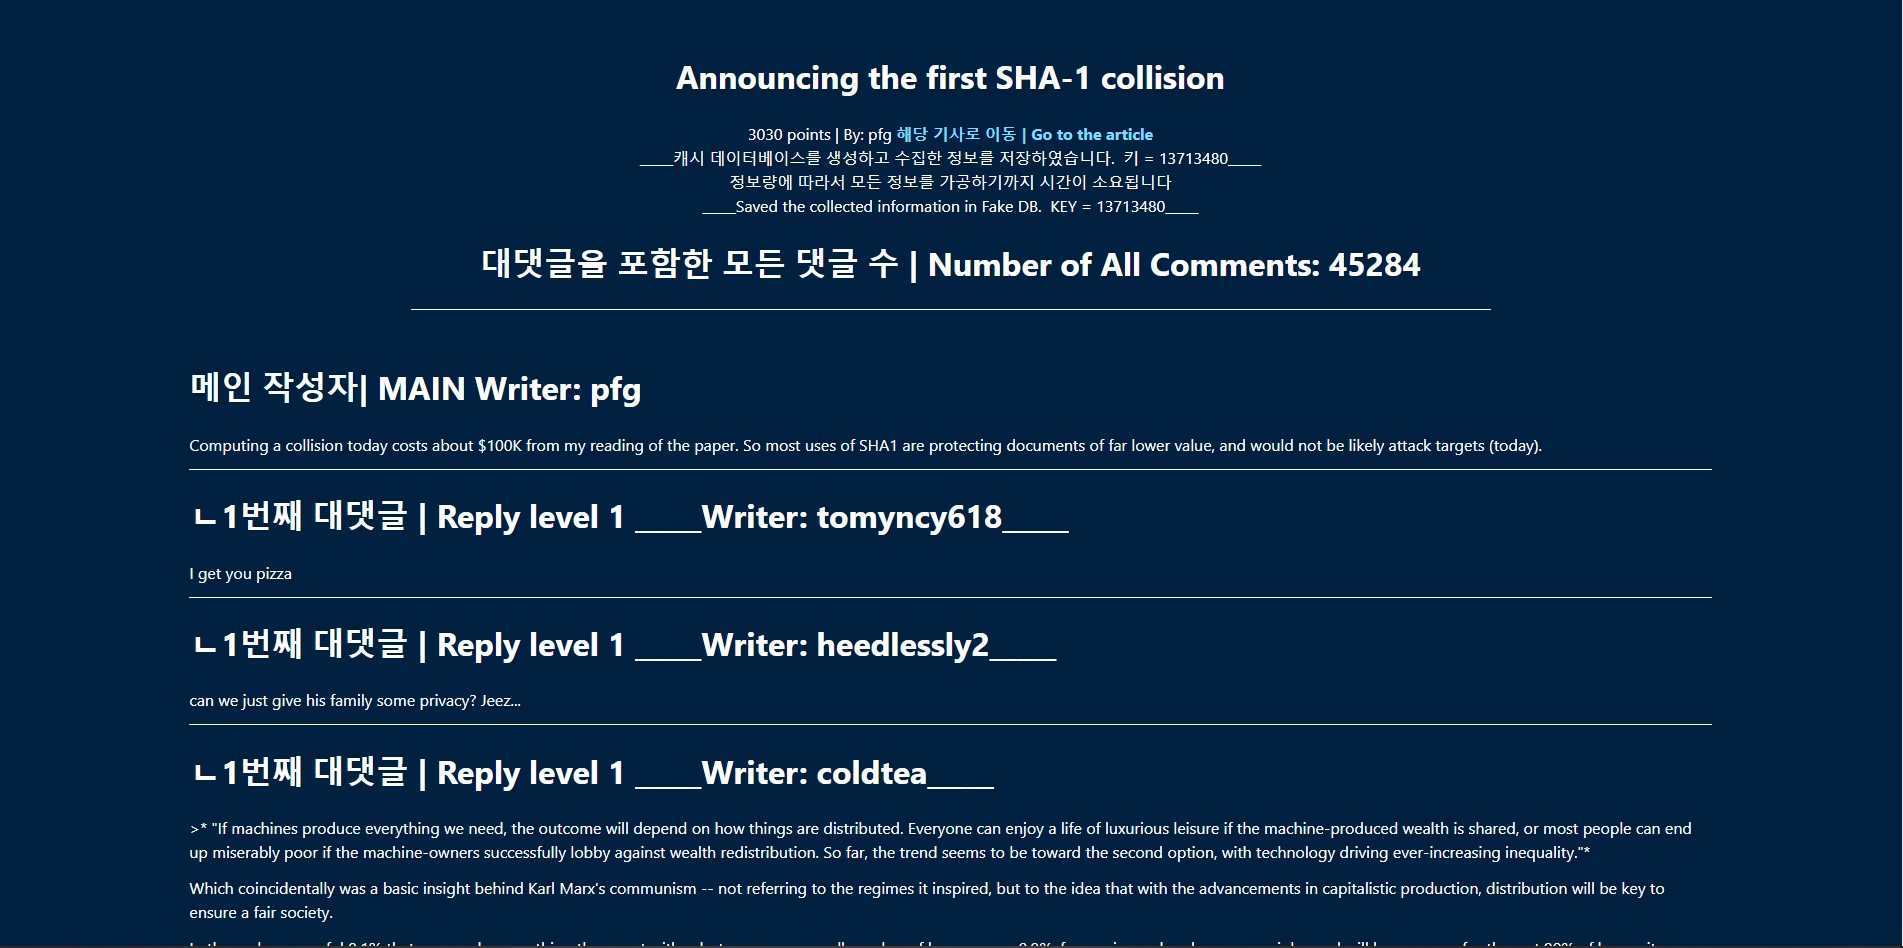 Announcing the first SHA-1 collision
3030 points | By: pfg 해당 기사로 이동 | Go to the article
_____캐시 데이터베이스를 생성하고 수집한 정보를 저장하였습니다. 키 = 13713480_____
정보량에 따라서 모든 정보를 가공하기까지 시간이 소요됩니다
_____Saved the collected information in Fake DB. KEY = 13713480_____
대댓글을 포함한 모든 댓글 수 | Number of All Comments: 45284
메인 작성자| MAIN Writer: pfg
Computing a collision today costs about $100K from my reading of the paper. So most uses of SHA1 are protecting documents of far lower value, and would not be likely attack targets (today).
ㄴ1번째 대댓글 | Reply level 1 _____Writer: tomyncy618_____
I get you pizza
ㄴ1번째 대댓글 | Reply level 1 _____Writer: heedlessly2_____
can we just give his family some privacy? Jeez...
ㄴ1번째 대댓글 | Reply level 1 _____Writer: coldtea_____
>* "If machines produce everything we need, the outcome will depend on how things are distributed. Everyone can enjoy a life of luxurious leisure if the machine-produced wealth is shared, or most people can end
up miserably poor if the machine-owners successfully lobby against wealth redistribution. So far, the trend seems to be toward the second option, with technology driving ever-increasing inequality."*
Which coincidentally was a basic insight behind Karl Marx's communism -- not referring to the regimes it inspired, but to the idea that with the advancements in capitalistic production, distribution will be key to
ensure a fair society.